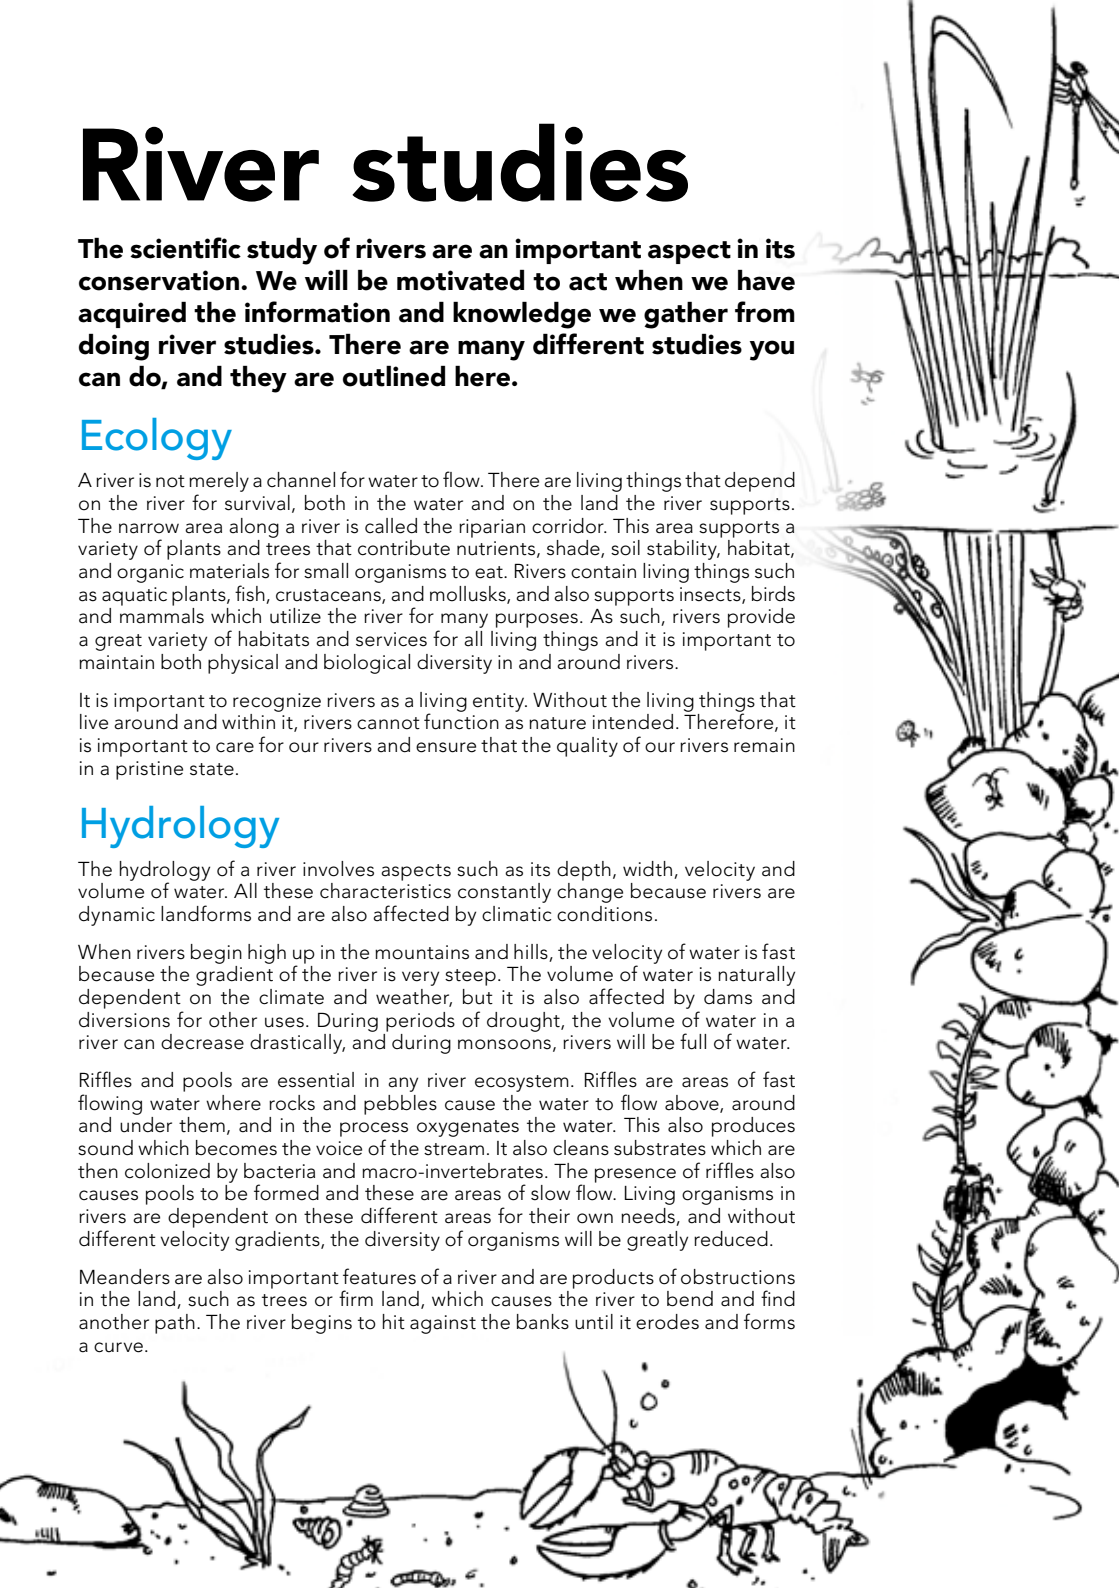 River studies
The scientific study of rivers are an important aspect in its
conservation. We will be motivated to act when we have
acquired the information and knowledge we gather from
doing river studies. There are many different studies you
can do, and they are outlined here.
Ecology
A river is not merely a channel for water to flow. There are living things that depend
on the river for survival, both in the water and on the land the river supports.
The narrow area along a river is called the riparian corridor. This area supports a
variety of plants and trees that contribute nutrients, shade, soil stability, habitat,
and organic materials for small organisms to eat. Rivers contain living things such
as aquatic plants, fish, crustaceans, and mollusks, and also supports insects, birds
and mammals which utilize the river for many purposes. As such, rivers provide
a great variety of habitats and services for all living things and it is important to
maintain both physical and biological diversity in and around rivers.
It is important to recognize rivers as a living entity. Without the living things that
live around and within it, rivers cannot function as nature intended. Therefore, it
is important to care for our rivers and ensure that the quality of our rivers remain
in a pristine state.
Hydrology
The hydrology of a river involves aspects such as its depth, width, velocity and
volume of water. All these characteristics constantly change because rivers are
dynamic landforms and are also affected by climatic conditions.
When rivers begin high up in the mountains and hills, the velocity of water is fast
because the gradient of the river is very steep. The volume of water is naturally
dependent on the climate and weather, but it is also affected by dams and
diversions for other uses. During periods of drought, the volume of water in a
river can decrease drastically, and during monsoons, rivers will be full of water.
Riffles and pools are essential in any river ecosystem. Riffles are areas of fast
flowing water where rocks and pebbles cause the water to flow above, around
and under them, and in the process oxygenates the water. This also produces
sound which becomes the voice of the stream. It also cleans substrates which are
then colonized by bacteria and macro-invertebrates. The presence of riffles also
causes pools to be formed and these are areas of slow flow. Living organisms in
rivers are dependent on these different areas for their own needs, and without
different velocity gradients, the diversity of organisms will be greatly reduced.
Meanders are also important features of a river and are products of obstructions
in the land, such as trees or firm land, which causes the river to bend and find
another path. The river begins to hit against the banks until it erodes and forms
a curve.